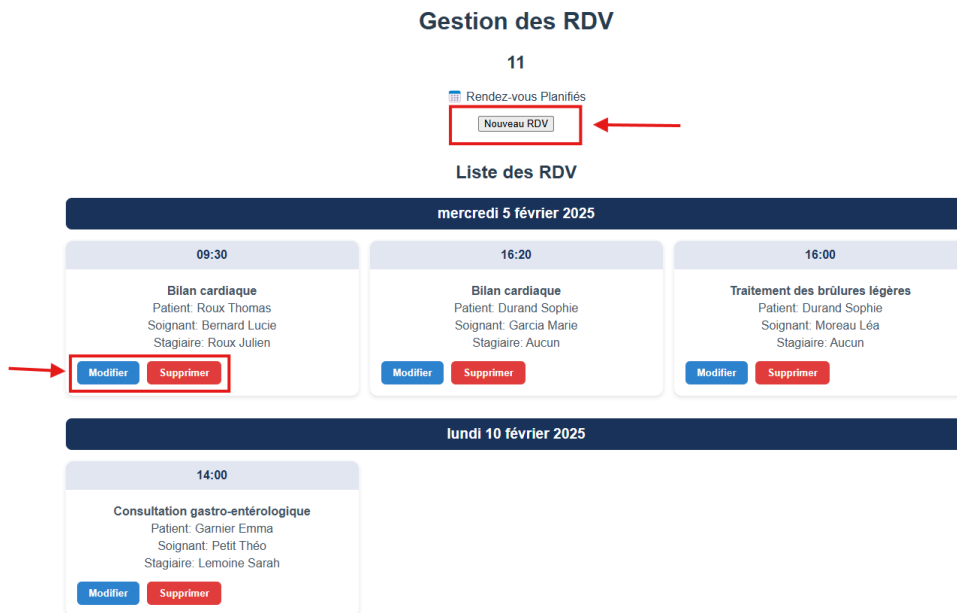 Gestion des RDV
11
Rendez-vous Planifiés
Nouveau RDV
Liste des RDV
mercredi 5 février 2025
09:30
Bilan cardiaque
Patient: Roux Thomas
Soignant: Bernard Lucie
Stagiaire: Roux Julien
Modifier Supprimer
16:20
Bilan cardiaque
Patient: Durand Sophie
Soignant: Garcia Marie
Stagiaire: Aucun
Modifier Supprimer
16:00
Traitement des brûlures légères
Patient: Durand Sophie
Soignant: Moreau Léa
Stagiaire: Aucun
Modifier Supprimer
lundi 10 février 2025
14:00
Consultation gastro-entérologique
Patient: Garnier Emma
Soignant: Petit Théo
Stagiaire: Lemoine Sarah
Modifier Supprimer